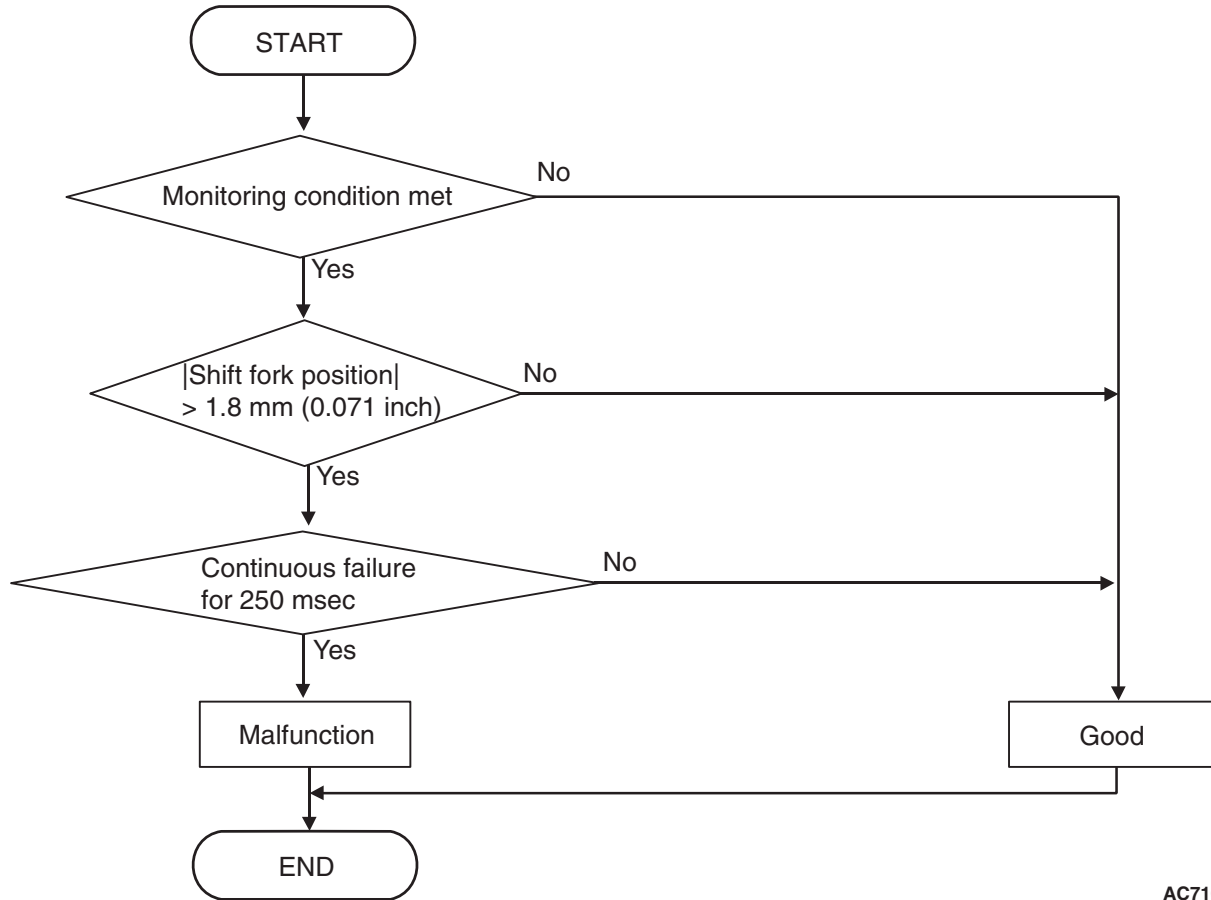 START
Monitoring condition met
No
Yes
|Shift fork position|
> 1.8 mm (0.071 inch)
No
Yes
Continuous failure
for 250 msec
No
Yes
Malfunction
Good
END
AC71